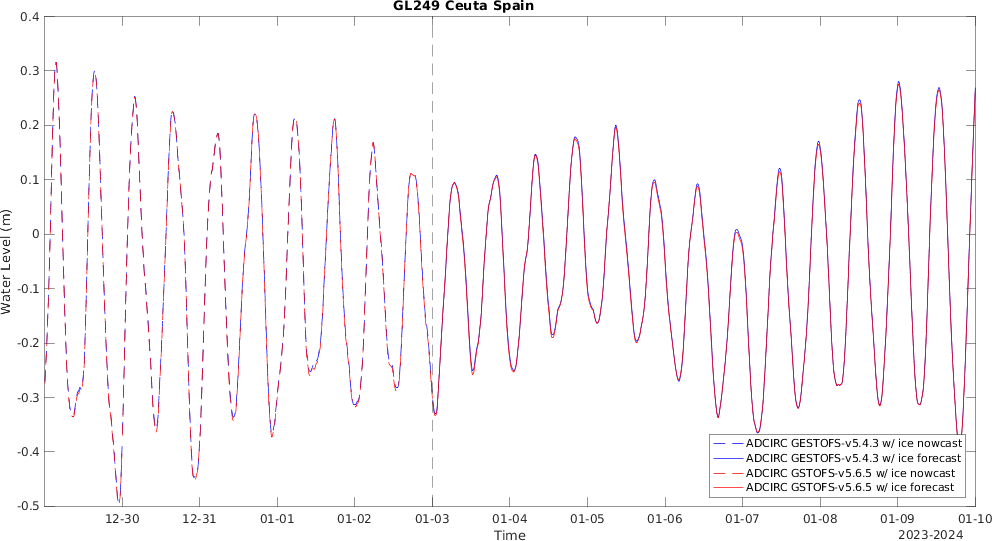 GL249 Ceuta Spain
0.4
0.3
0.2
0.1
0
-0.1
-0.2
-0.3
-0.4
-0.5
Water Level (m)
ADCIRC GESTOFS-v5.4.3 w/ ice nowcast
ADCIRC GESTOFS-v5.4.3 w/ ice forecast
ADCIRC GSTOFS-v5.6.5 w/ ice nowcast
ADCIRC GSTOFS-v5.6.5 w/ ice forecast
12-30 12-31 01-01 01-02 01-03 01-04 01-05 01-06 01-07 01-08 01-09 01-10
Time
2023-2024